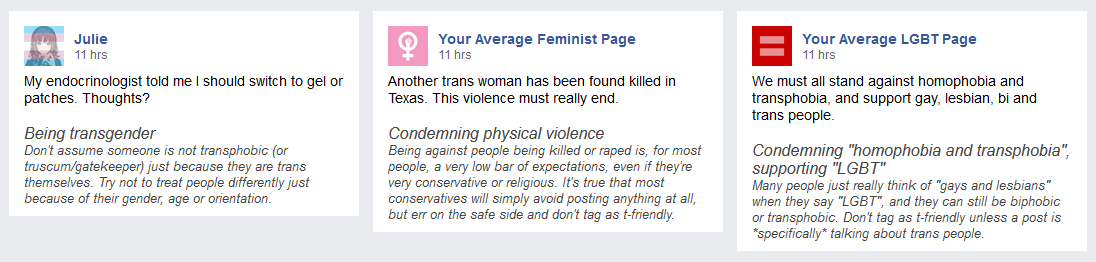 Julie
11 hrs
My endocrinologist told me I should switch to gel or
patches. Thoughts?
Being transgender
Don't assume someone is not transphobic (or
truscum/gatekeeper) just because they are trans
themselves. Try not to treat people differently just
because of their gender, age or orientation.
Your Average Feminist Page
11 hrs
Another trans woman has been found killed in
Texas. This violence must really end.
Condemning physical violence
Being against people being killed or raped is, for most
people, a very low bar of expectations, even if they're
very conservative or religious. It's true that most
conservatives will simply avoid posting anything at all,
but err on the safe side and don't tag as t-friendly.
Your Average LGBT Page
11 hrs
We must all stand against homophobia and
transphobia, and support gay, lesbian, bi and
trans people.
Condemning "homophobia and transphobia",
supporting "LGBT"
Many people just really think of "gays and lesbians"
when they say "LGBT", and they can still be biphobic
or transphobic. Don't tag as t-friendly unless a post is
*specifically* talking about trans people.